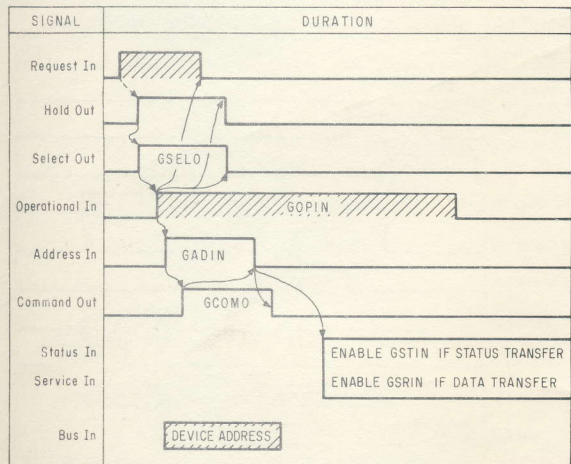 SIGNAL DURATION
Request In
Hold Out
Select Out GSELO
Operational In GOPIN
Address In GADIN
Command Out GCOMO
Status In ENABLE GSTIN IF STATUS TRANSFER
Service In ENABLE GSRIN IF DATA TRANSFER
Bus In DEVICE ADDRESS